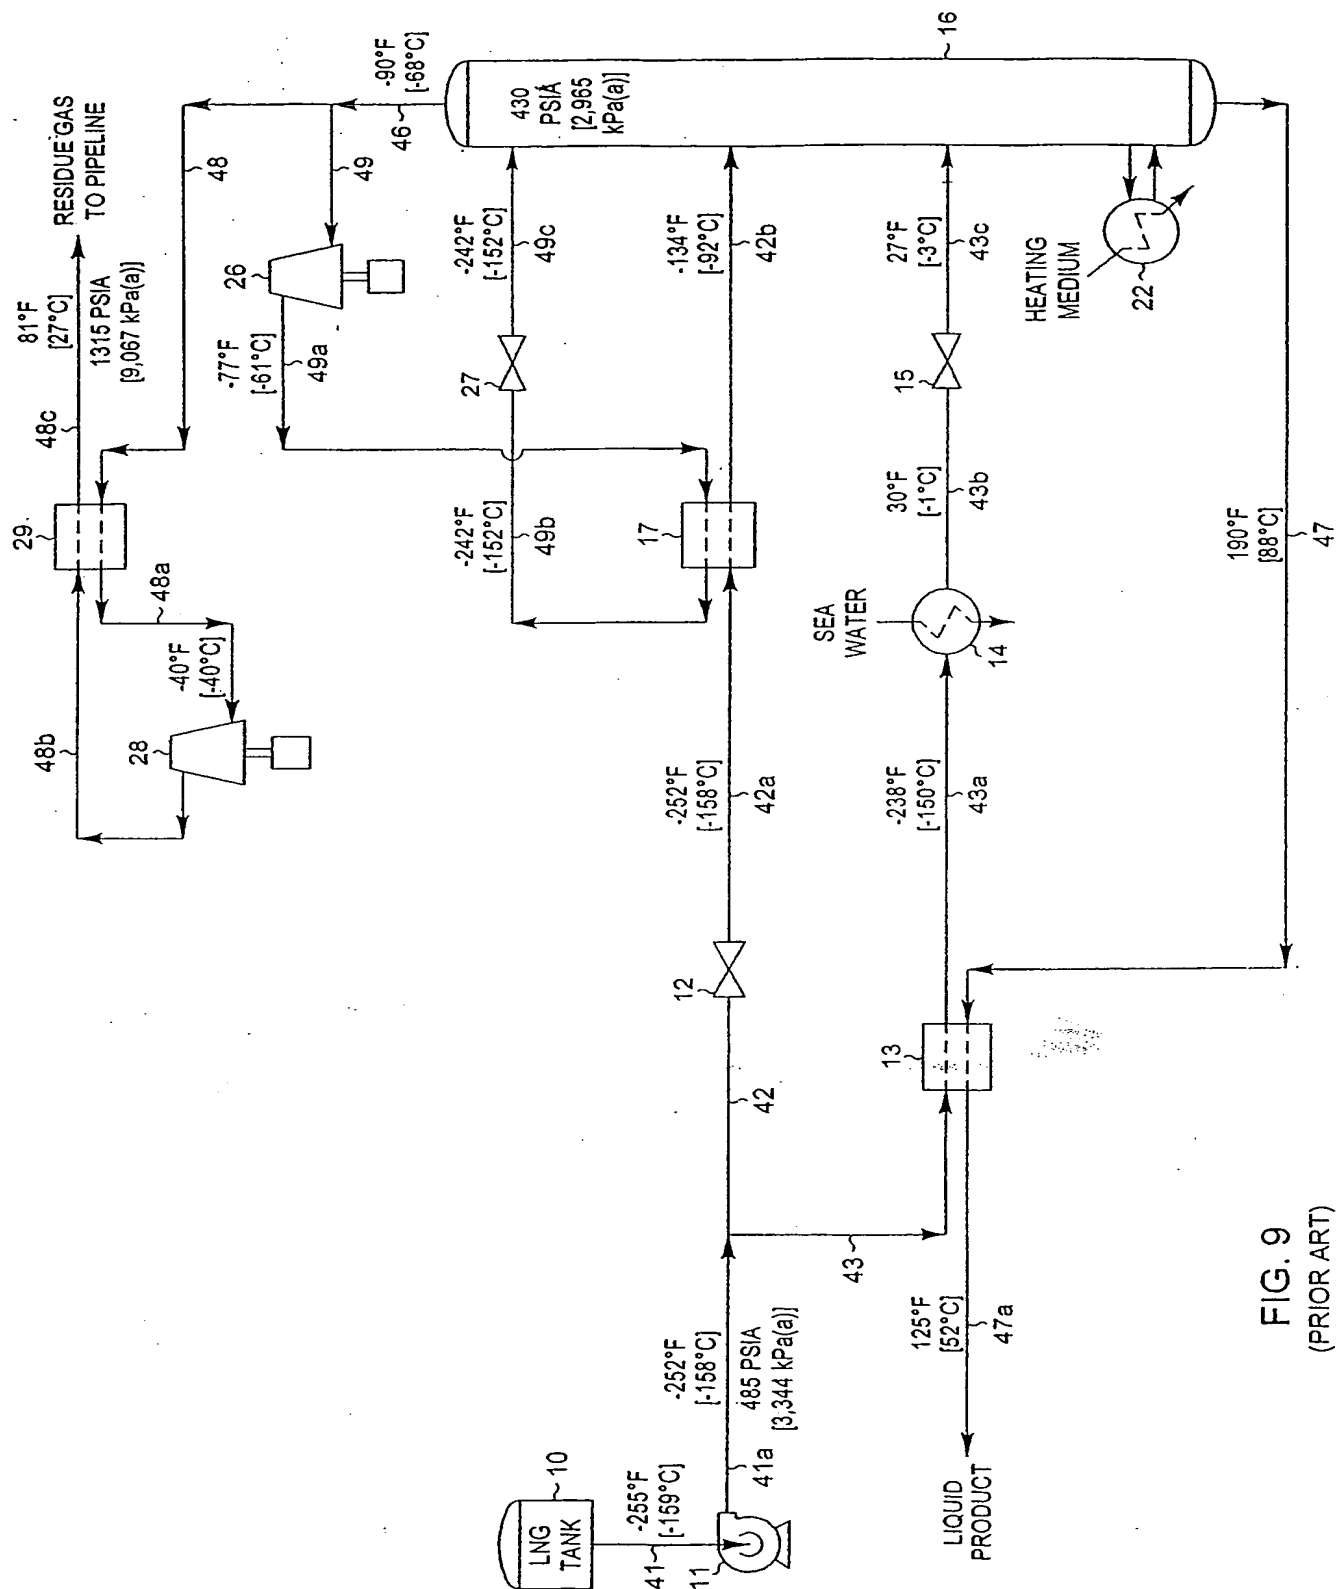 RESIDUE GAS
TO PIPELINE
81°F
[27°C]
1315 PSIA
[9,067 kPa(a)]
48c
29
48
-90°F
[-68°C]
46
49
26
-77°F
[-61°C]
49a
48a
-40°F
[-40°C]
48b
28
430
PSIA
[2,965
kPa(a)]
16
-242°F
[-152°C]
49c
27
-242°F
[-152°C]
49b
-134°F
[-92°C]
42b
17
-252°F
[-158°C]
42a
12
42
27°F
[-3°C]
43c
15
30°F
[-1°C]
43b
SEA
WATER
14
-238°F
[-150°C]
43a
13
43
HEATING
MEDIUM
22
190°F
[88°C]
47
125°F
[52°C]
47a
LIQUID
PRODUCT
-252°F
[-158°C]
485 PSIA
[3,344 kPa(a)]
41a
LNG
TANK
10
-255°F
[-159°C]
41
11
FIG. 9
(PRIOR ART)